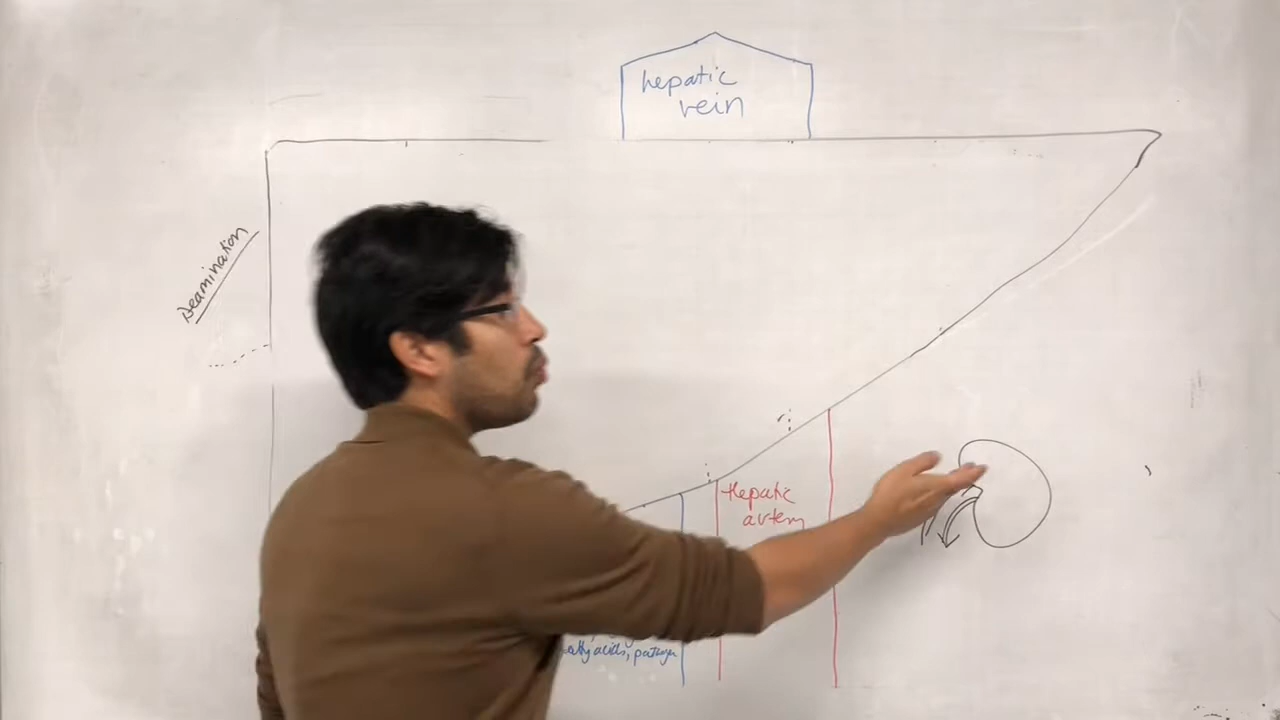 hepatic
vein
Deamination
Hepatic
artery
fatty acids, pathogen